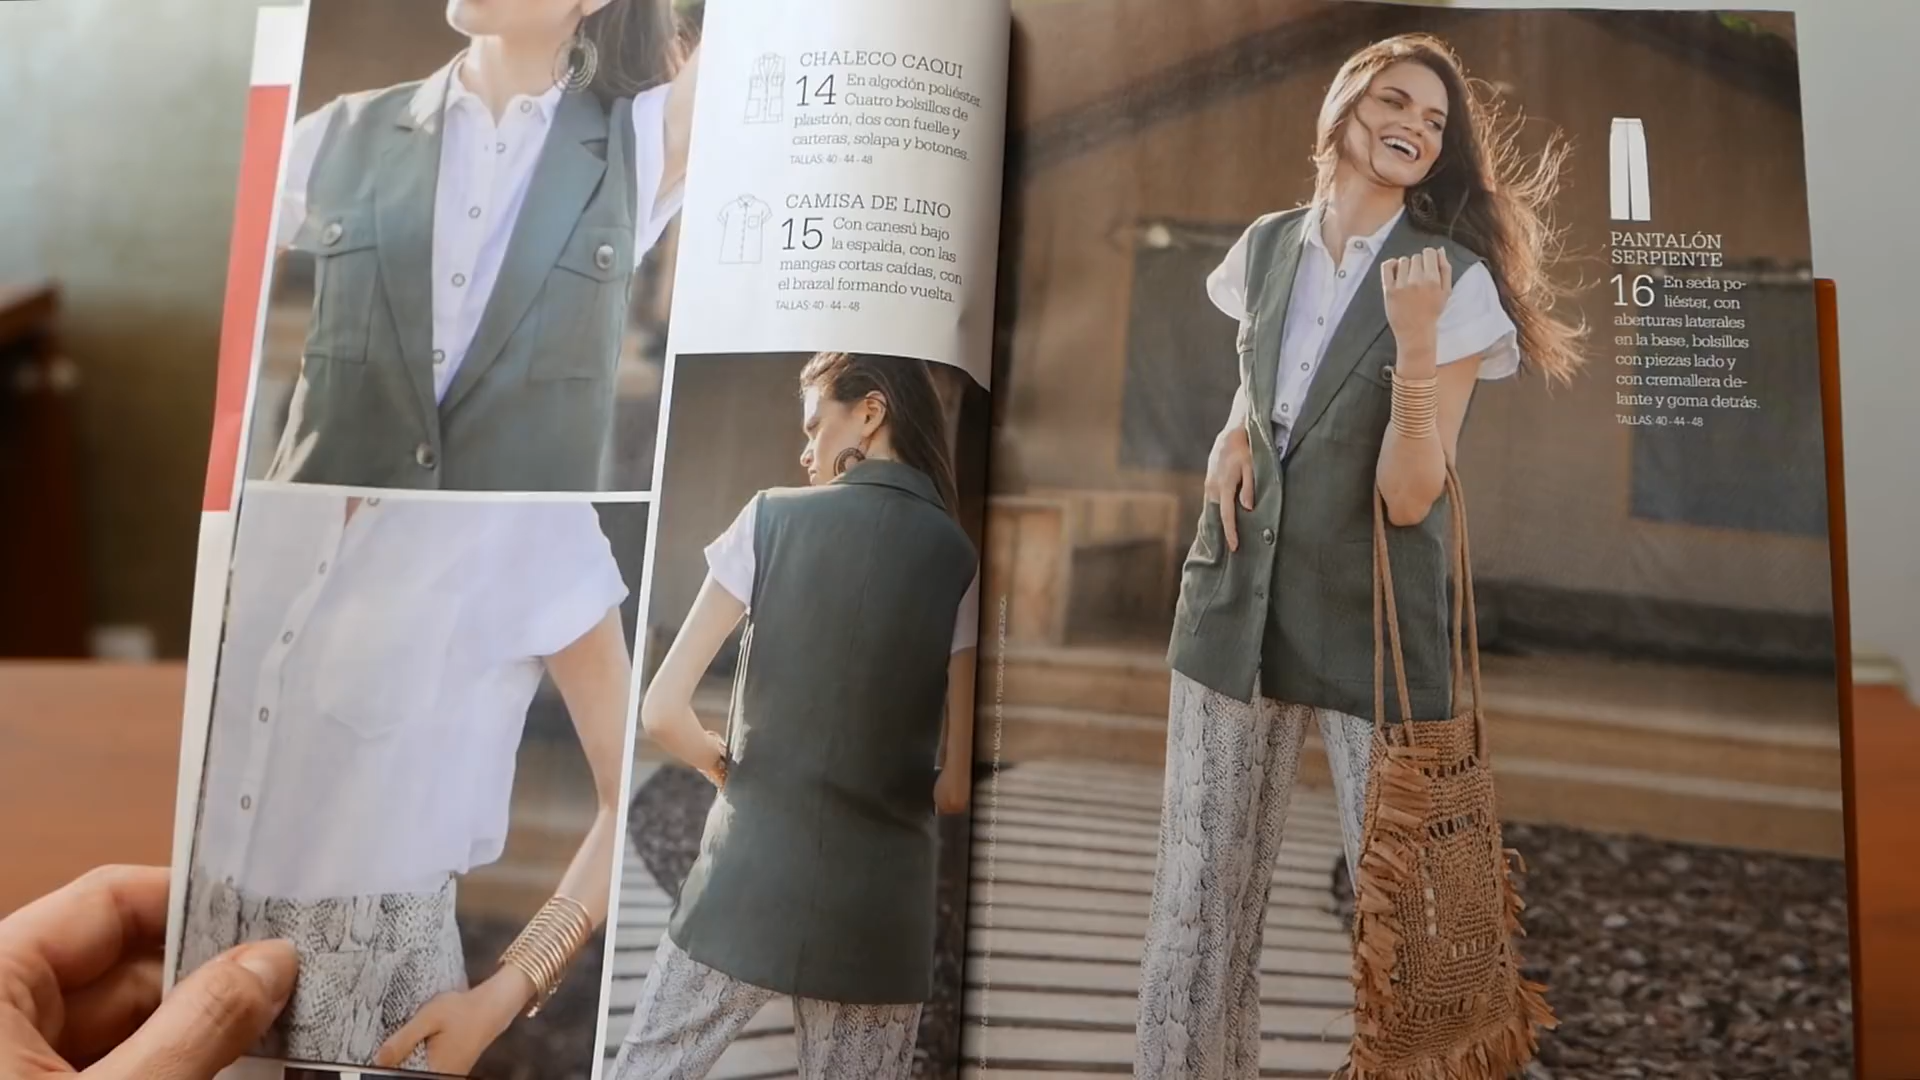 CHALECO CAQUI
14 En algodón poliéster.
Cuatro bolsillos de
plastrón, dos con fuelle y
carteras, solapa y botones.
TALLAS: 40 - 44 - 48
CAMISA DE LINO
15 Con canesú bajo
la espalda, con las
mangas cortas caídas, con
el brazal formando vuelta.
TALLAS: 40 - 44 - 48
PANTALÓN
SERPIENTE
16 En seda po-
liéster, con
aberturas laterales
en la base, bolsillos
con piezas lado y
con cremallera de-
lante y goma detrás.
TALLAS: 40 - 44 - 48